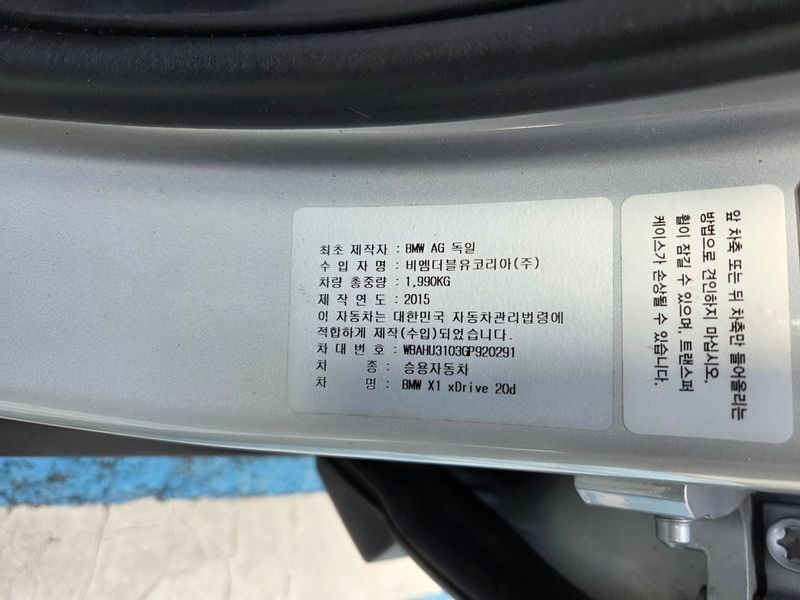 최초 제작자 : BMW AG 독일
수 입 자 명 : 비엠더블유코리아(주)
차량 총중량 : 1,990KG
제 작 연 도 : 2015
이 자동차는 대한민국 자동차관리법령에
적합하게 제작(수입)되었습니다.
차 대 번 호 : WBAHU3103GP920291
차 종 : 승용자동차
차 명 : BMW X1 xDrive 20d
앞 차축 또는 뒤 차축만 들어올리는
방법으로 견인하지 마십시오.
휠이 잠길 수 있으며, 트랜스퍼
케이스가 손상될 수 있습니다.